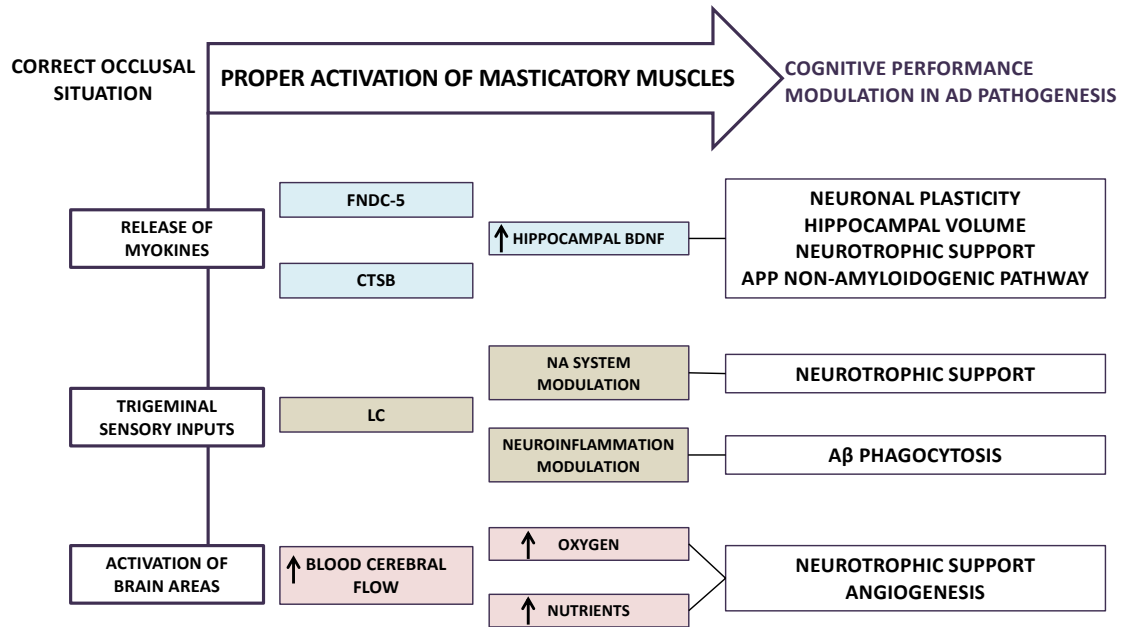 CORRECT OCCLUSAL
SITUATION
PROPER ACTIVATION OF MASTICATORY MUSCLES
COGNITIVE PERFORMANCE
MODULATION IN AD PATHOGENESIS
RELEASE OF
MYOKINES
FNDC-5
CTSB
↑ HIPPOCAMPAL BDNF
NEURONAL PLASTICITY
HIPPOCAMPAL VOLUME
NEUROTROPHIC SUPPORT
APP NON-AMYLOIDOGENIC PATHWAY
TRIGEMINAL
SENSORY INPUTS
LC
NA SYSTEM
MODULATION
NEUROTROPHIC SUPPORT
NEUROINFLAMMATION
MODULATION
Aβ PHAGOCYTOSIS
ACTIVATION OF
BRAIN AREAS
↑ BLOOD CEREBRAL
FLOW
↑ OXYGEN
↑ NUTRIENTS
NEUROTROPHIC SUPPORT
ANGIOGENESIS